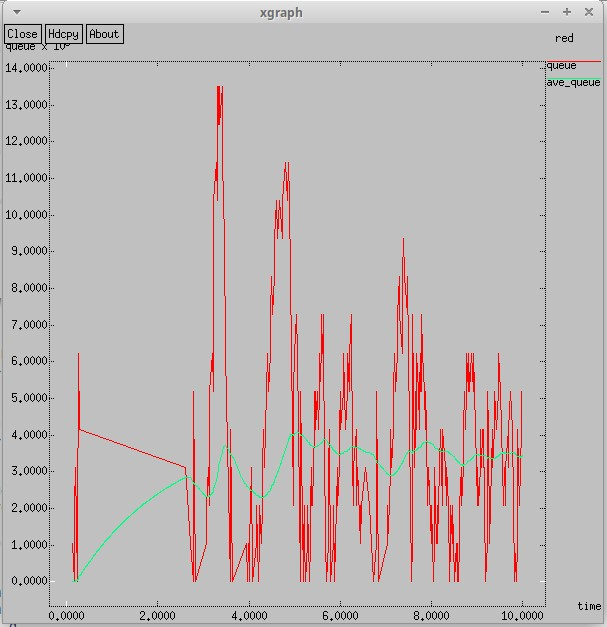 xgraph
Close Hdcpy About
queue x 10
red
queue
ave_queue
14.0000
13.0000
12.0000
11.0000
10.0000
9.0000
8.0000
7.0000
6.0000
5.0000
4.0000
3.0000
2.0000
1.0000
0.0000
time
0.0000 2.0000 4.0000 6.0000 8.0000 10.0000